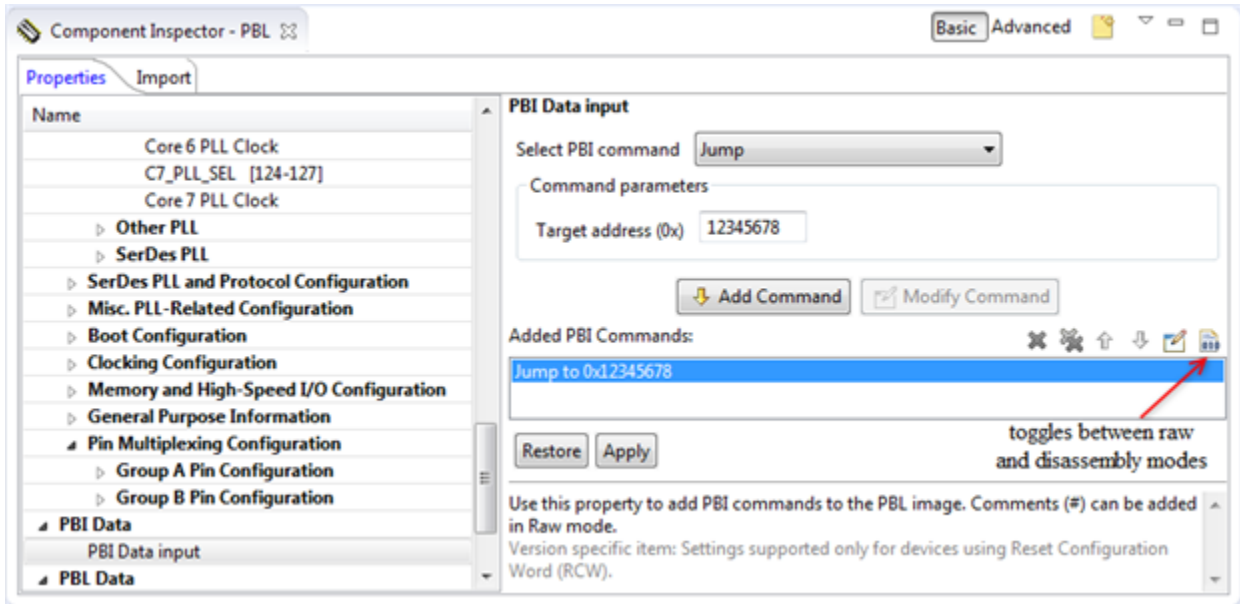 Component Inspector - PBL
Basic Advanced
Properties Import
Name
Core 6 PLL Clock
C7_PLL_SEL [124-127]
Core 7 PLL Clock
Other PLL
SerDes PLL
SerDes PLL and Protocol Configuration
Misc. PLL-Related Configuration
Boot Configuration
Clocking Configuration
Memory and High-Speed I/O Configuration
General Purpose Information
Pin Multiplexing Configuration
Group A Pin Configuration
Group B Pin Configuration
PBI Data
PBI Data input
PBL Data
PBI Data input
Select PBI command Jump
Command parameters
Target address (0x) 12345678
Add Command Modify Command
Added PBI Commands:
Jump to 0x12345678
toggles between raw
and disassembly modes
Restore Apply
Use this property to add PBI commands to the PBL image. Comments (#) can be added
in Raw mode.
Version specific item: Settings supported only for devices using Reset Configuration
Word (RCW).